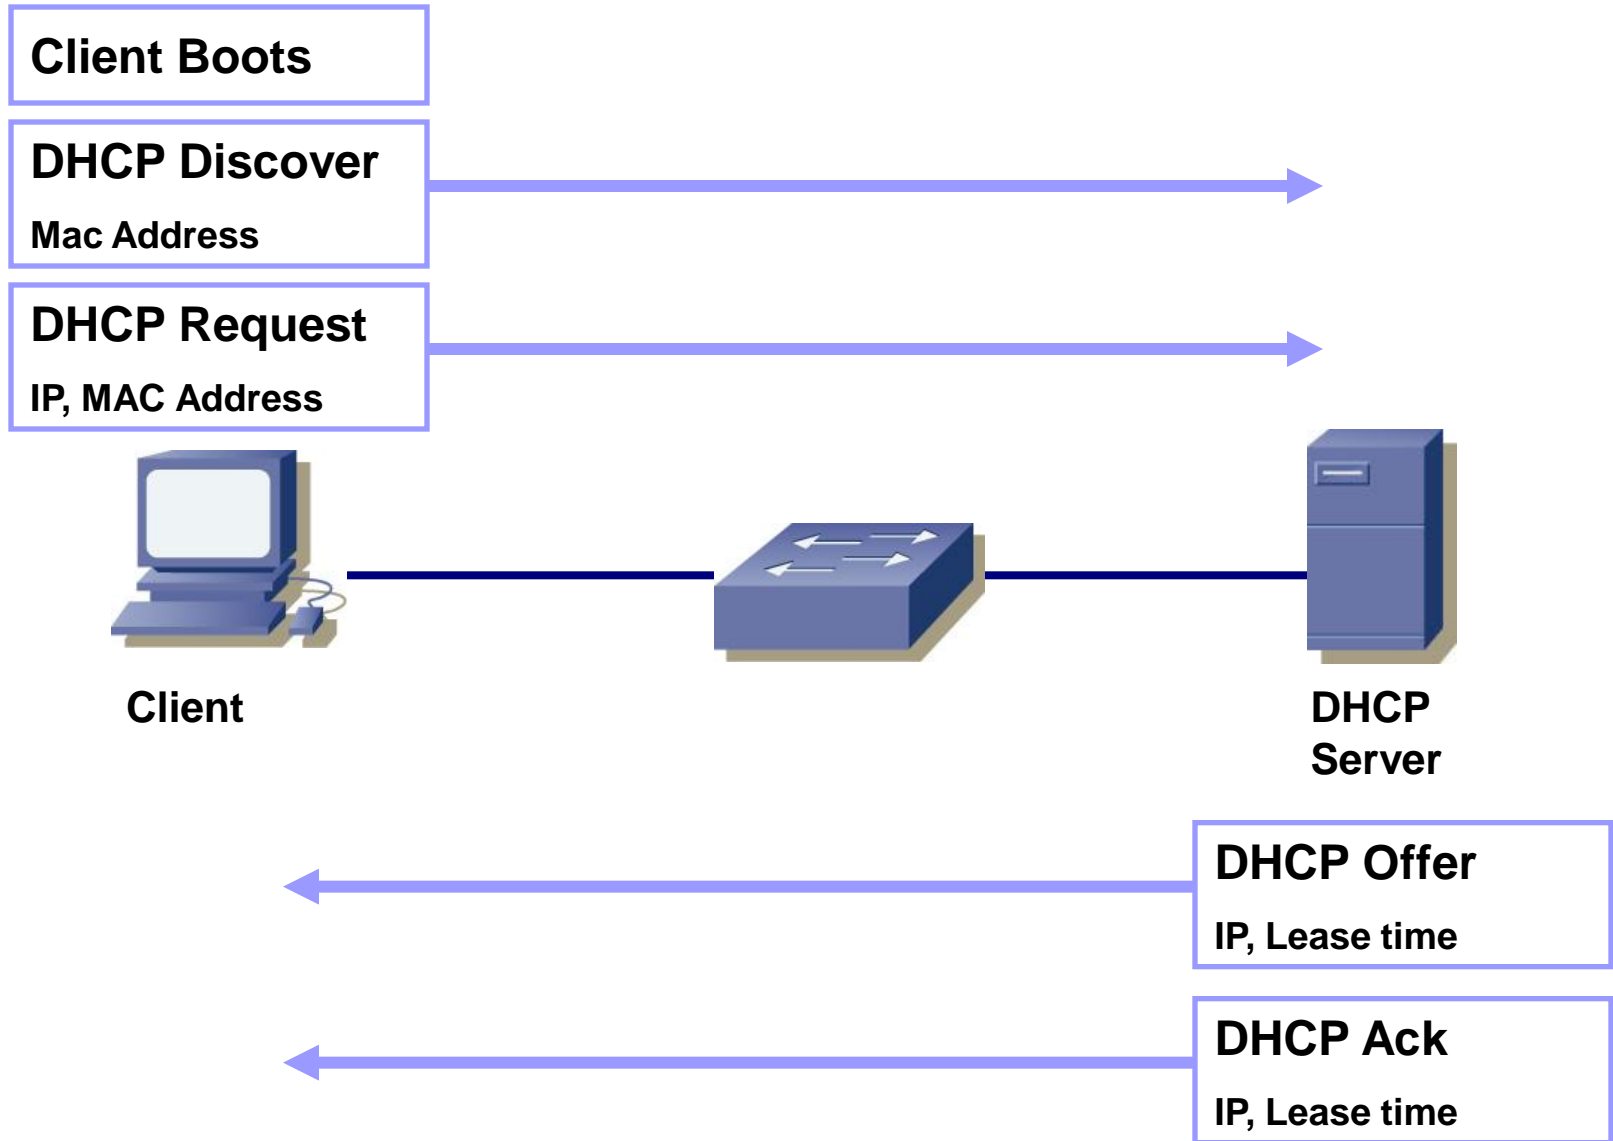 Client Boots
DHCP Discover
Mac Address
DHCP Request
IP, MAC Address
Client
DHCP
Server
DHCP Offer
IP, Lease time
DHCP Ack
IP, Lease time